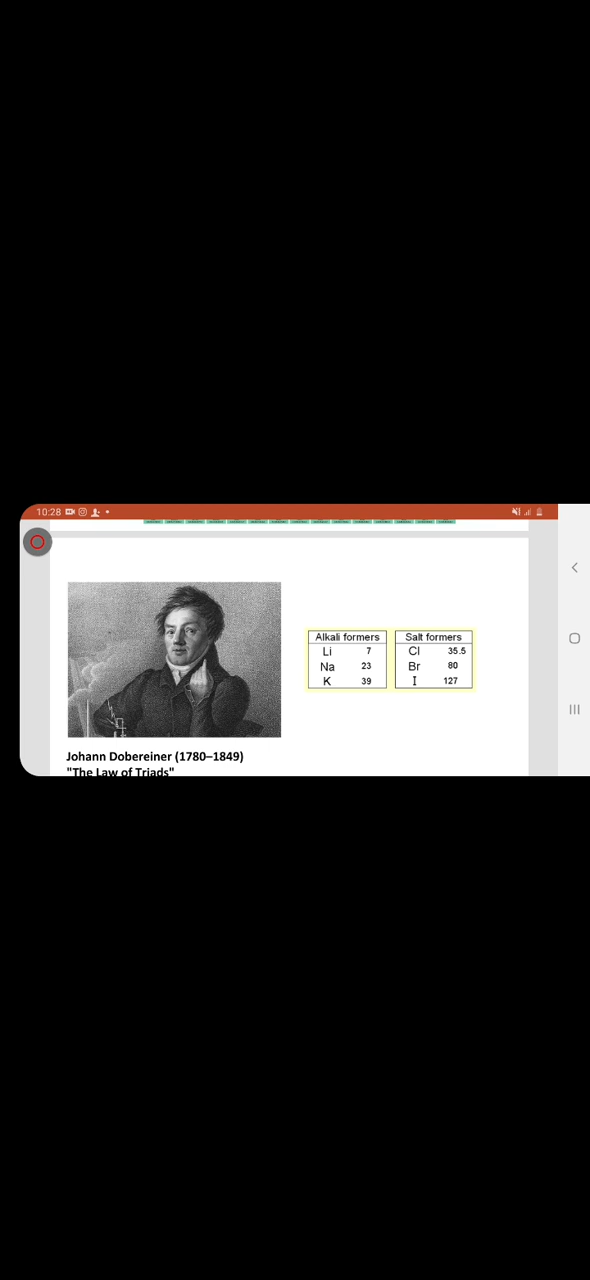 10:28
Alkali formers
Li 7
Na 23
K 39
Salt formers
Cl 35.5
Br 80
I 127
Johann Dobereiner (1780–1849)
"The Law of Triads"